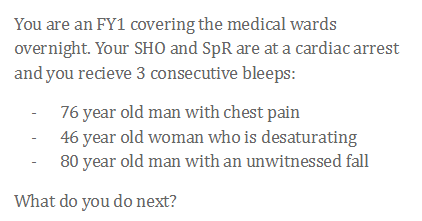 You are an FY1 covering the medical wards
overnight. Your SHO and SpR are at a cardiac arrest
and you recieve 3 consecutive bleeps:
- 76 year old man with chest pain
- 46 year old woman who is desaturating
- 80 year old man with an unwitnessed fall
What do you do next?